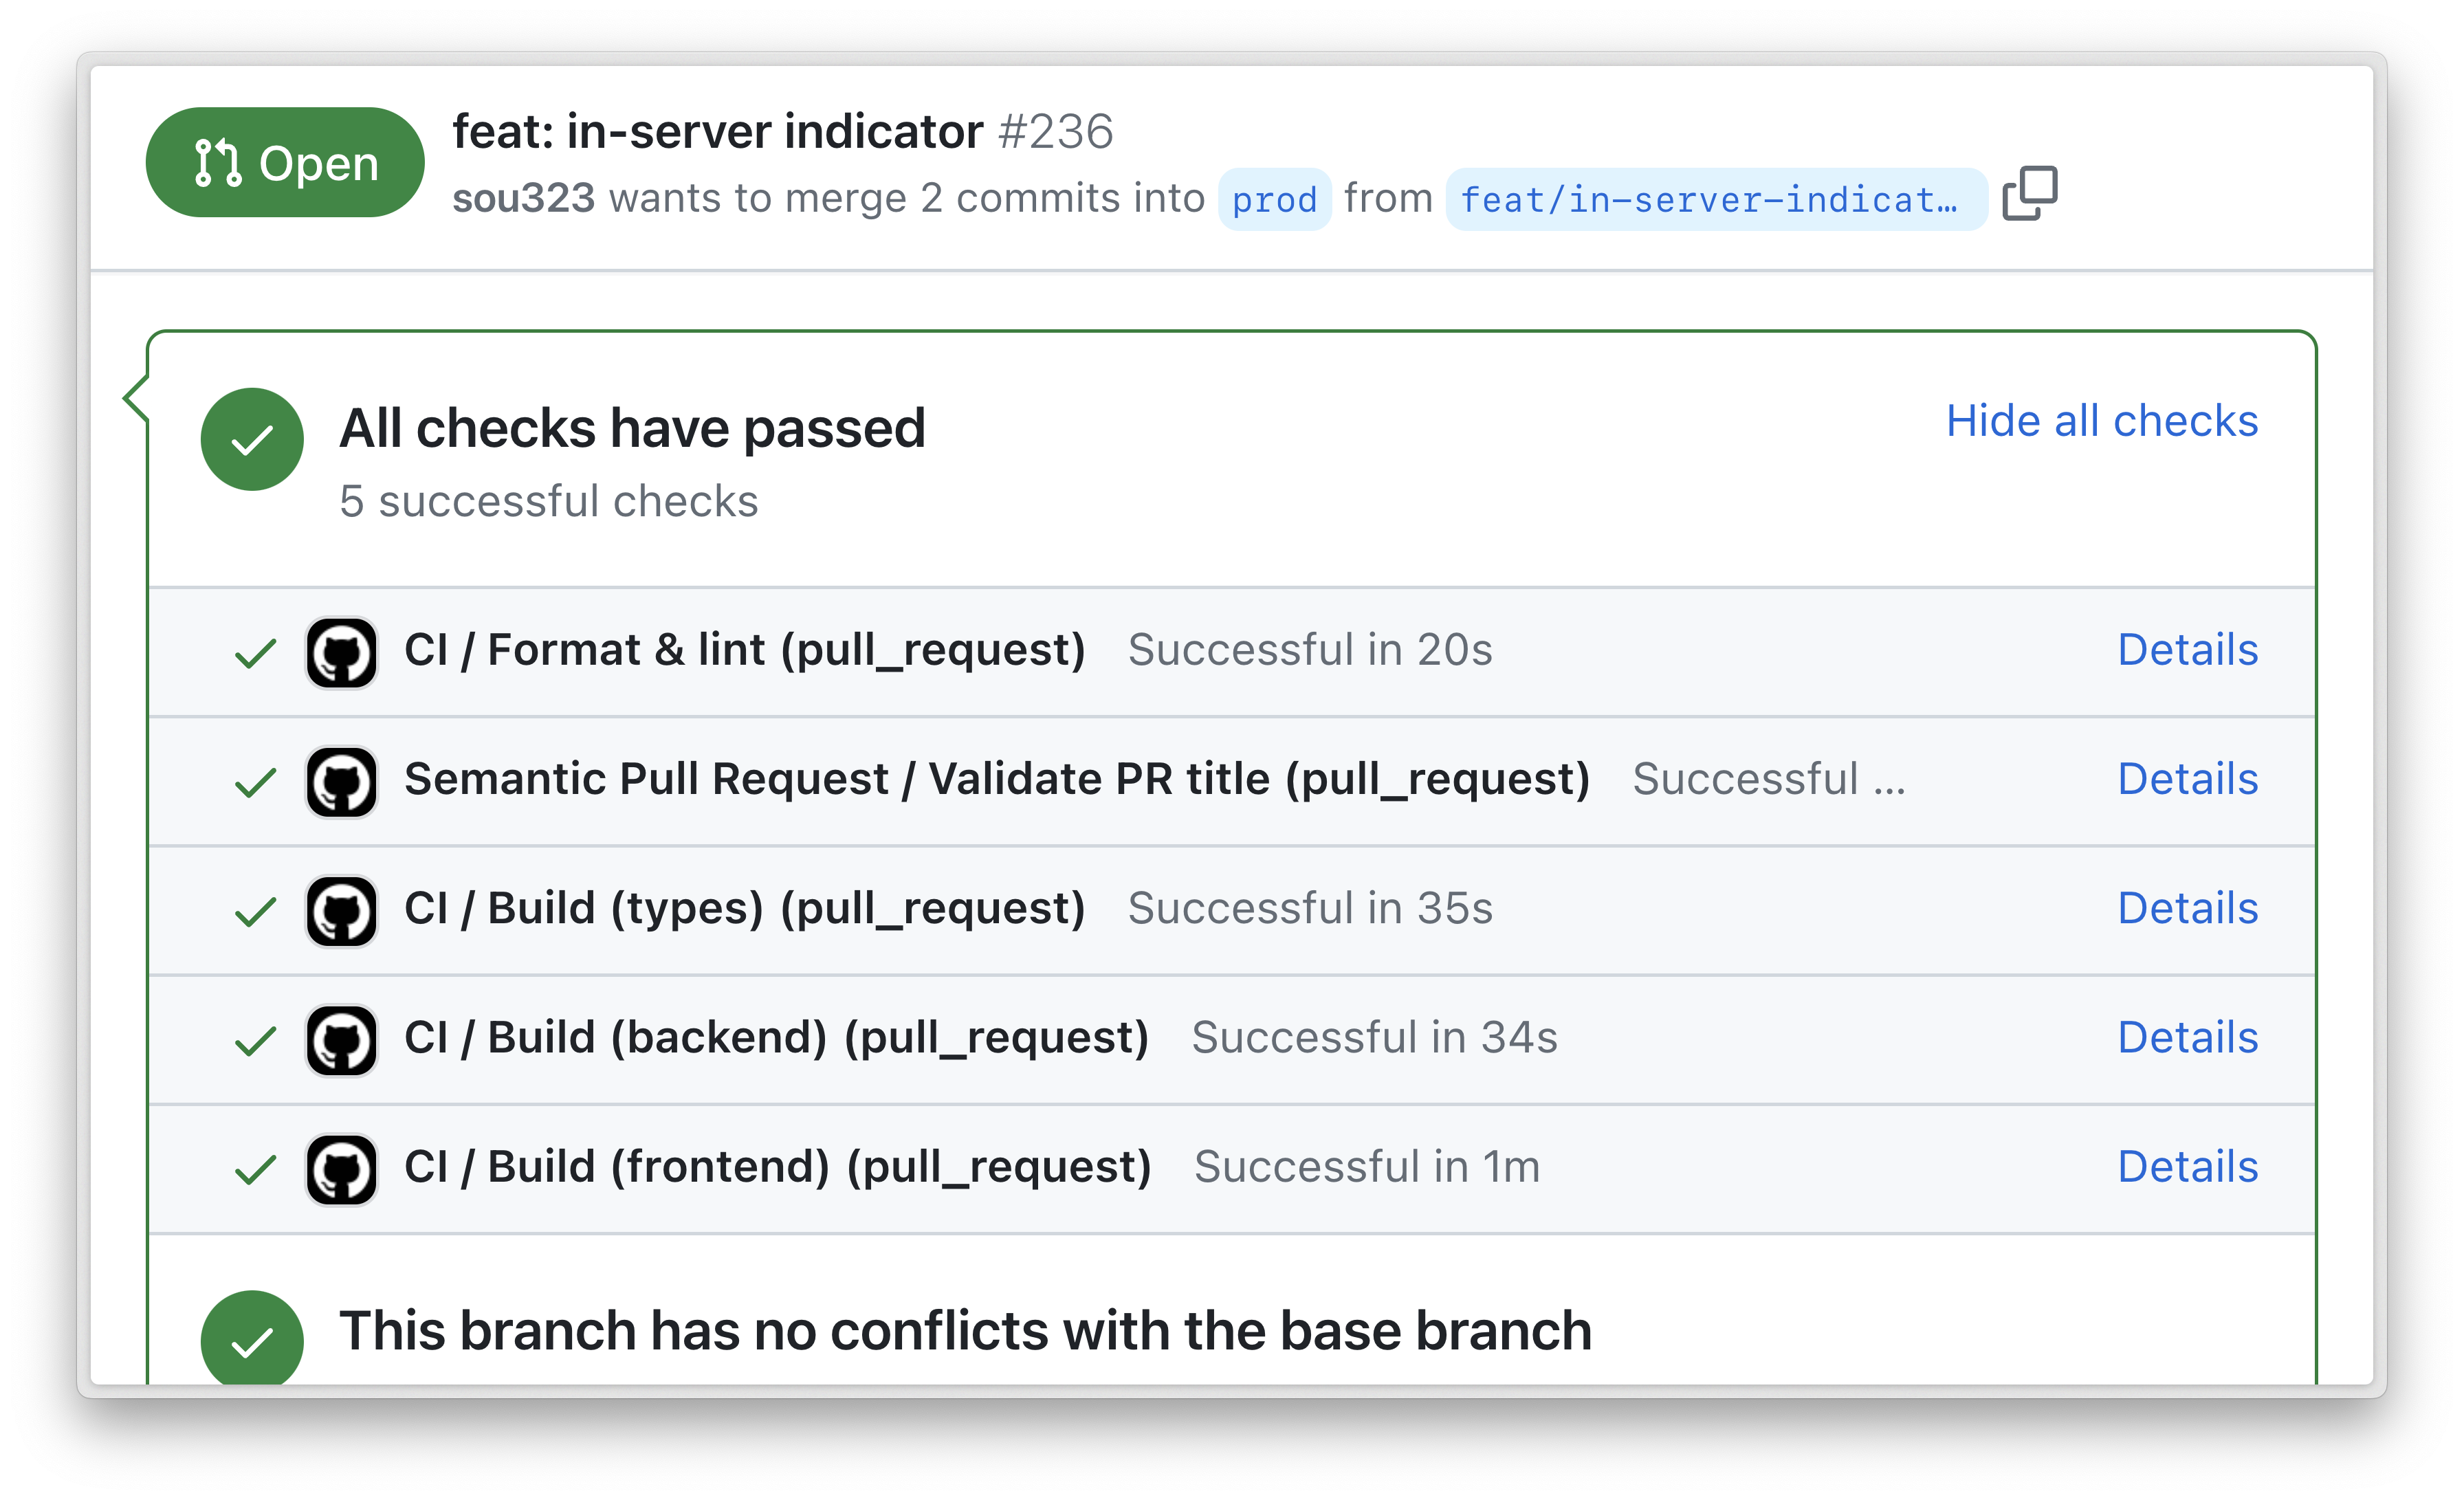 Open
feat: in-server indicator #236
sou323 wants to merge 2 commits into prod from feat/in-server-indicat…
All checks have passed
Hide all checks
5 successful checks
CI / Format & lint (pull_request) Successful in 20s Details
Semantic Pull Request / Validate PR title (pull_request) Successful ... Details
CI / Build (types) (pull_request) Successful in 35s Details
CI / Build (backend) (pull_request) Successful in 34s Details
CI / Build (frontend) (pull_request) Successful in 1m Details
This branch has no conflicts with the base branch